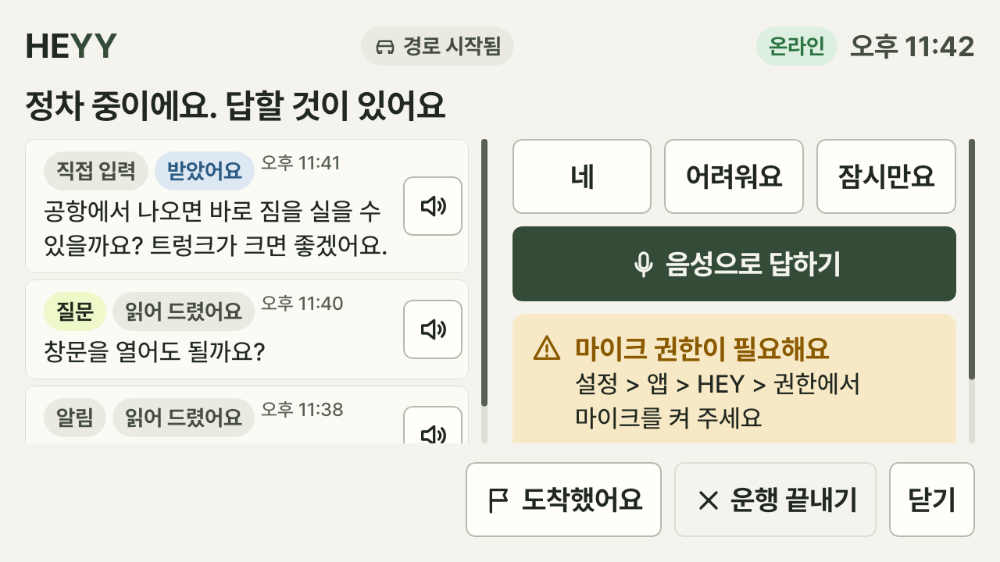 HEYY
경로 시작됨
온라인
오후 11:42
정차 중이에요. 답할 것이 있어요
직접 입력
받았어요
오후 11:41
공항에서 나오면 바로 짐을 실을 수
있을까요? 트렁크가 크면 좋겠어요.
질문
읽어 드렸어요
오후 11:40
창문을 열어도 될까요?
알림
읽어 드렸어요
오후 11:38
네
어려워요
잠시만요
음성으로 답하기
마이크 권한이 필요해요
설정 > 앱 > HEY > 권한에서
마이크를 켜 주세요
도착했어요
운행 끝내기
닫기